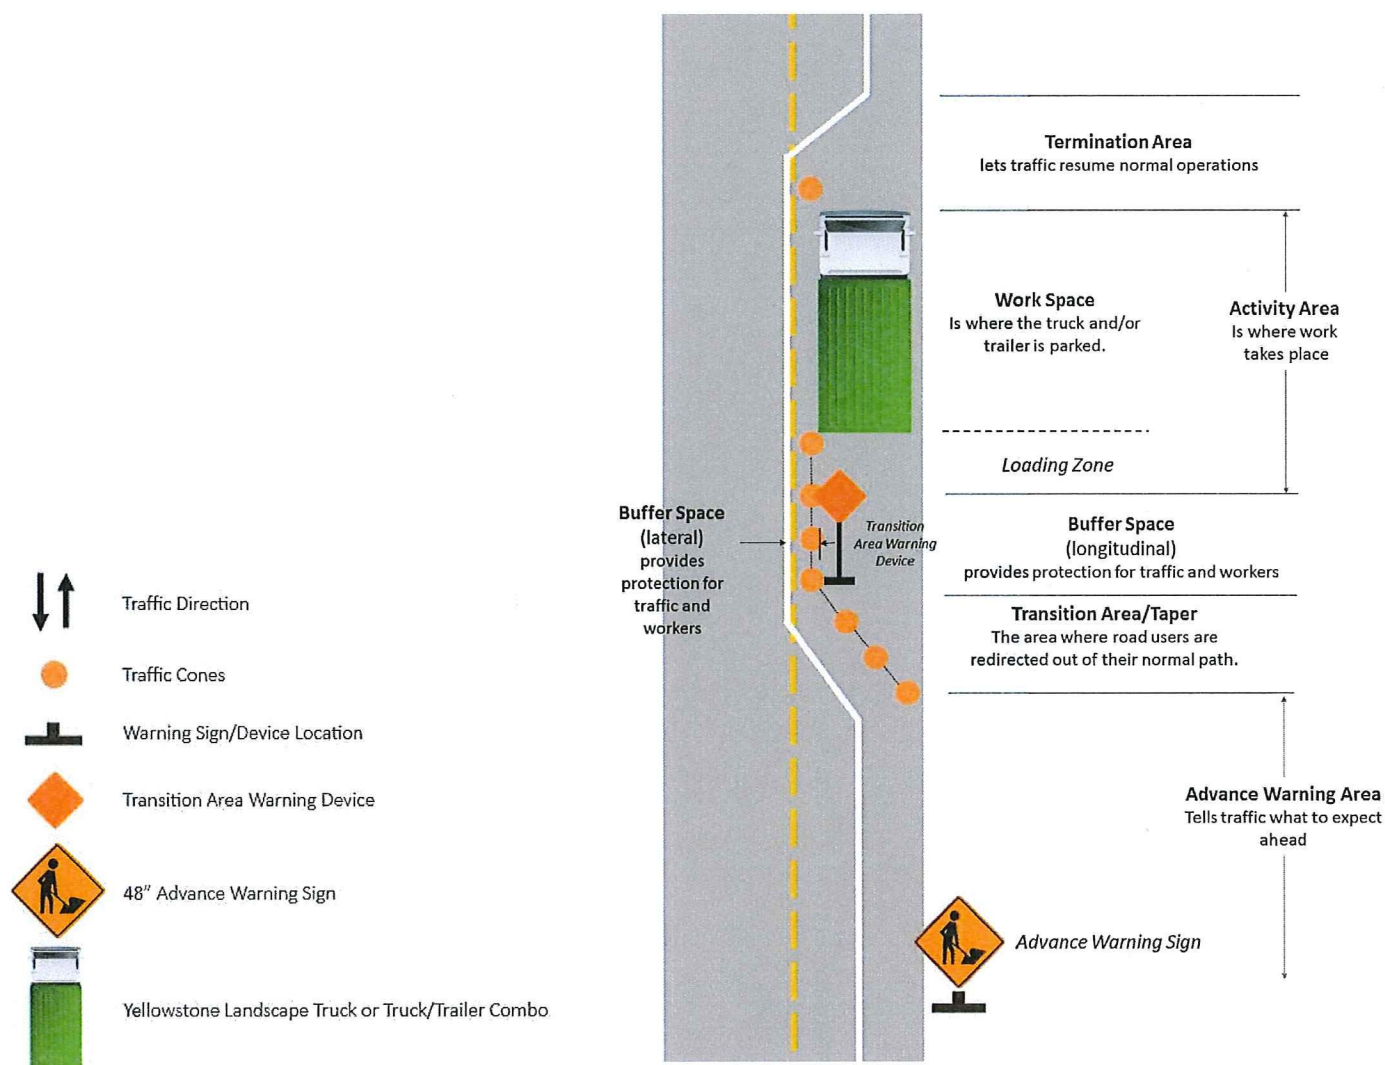 Termination Area
lets traffic resume normal operations
Work Space
Is where the truck and/or
trailer is parked.
Activity Area
Is where work
takes place
Loading Zone
Buffer Space
(lateral)
provides
protection for
traffic and
workers
Transition
Area Warning
Device
Buffer Space
(longitudinal)
provides protection for traffic and workers
Transition Area/Taper
The area where road users are
redirected out of their normal path.
Advance Warning Area
Tells traffic what to expect
ahead
Advance Warning Sign
Traffic Direction
Traffic Cones
Warning Sign/Device Location
Transition Area Warning Device
48" Advance Warning Sign
Yellowstone Landscape Truck or Truck/Trailer Combo